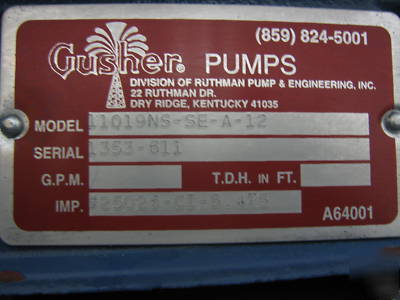 (859) 824-5001
Gusher PUMPS
DIVISION OF RUTHMAN PUMP & ENGINEERING, INC.
22 RUTHMAN DR.
DRY RIDGE, KENTUCKY 41035
MODEL 11019NS-SE-A-12
SERIAL 1353-611
G.P.M. T.D.H. IN FT.
IMP.
A64001